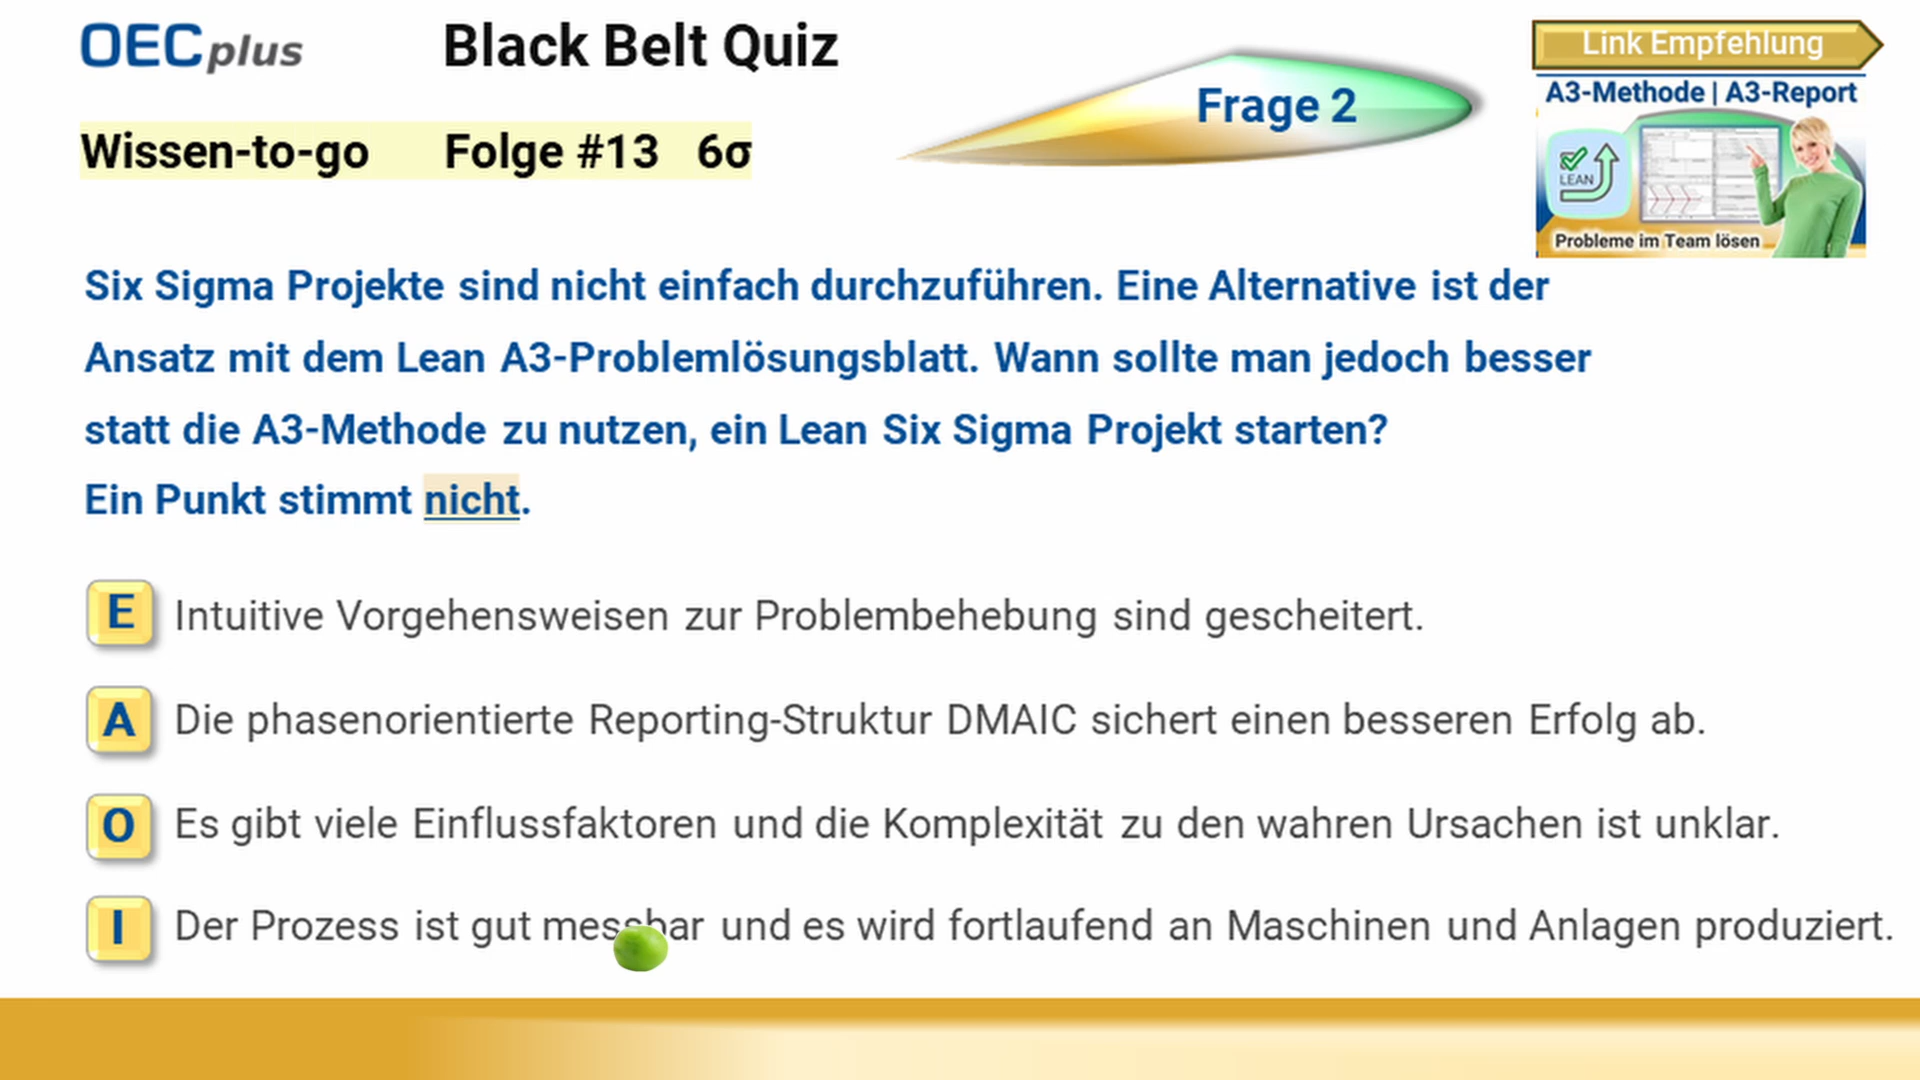 OEC plus
Black Belt Quiz
Link Empfehlung
A3-Methode | A3-Report
Frage 2
Wissen-to-go Folge #13 6σ
LEAN
Probleme im Team lösen
Six Sigma Projekte sind nicht einfach durchzuführen. Eine Alternative ist der
Ansatz mit dem Lean A3-Problemlösungsblatt. Wann sollte man jedoch besser
statt die A3-Methode zu nutzen, ein Lean Six Sigma Projekt starten?
Ein Punkt stimmt nicht.
E Intuitive Vorgehensweisen zur Problembehebung sind gescheitert.
A Die phasenorientierte Reporting-Struktur DMAIC sichert einen besseren Erfolg ab.
O Es gibt viele Einflussfaktoren und die Komplexität zu den wahren Ursachen ist unklar.
I Der Prozess ist gut messbar und es wird fortlaufend an Maschinen und Anlagen produziert.